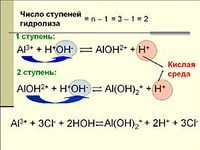 Число ступеней гидролиза = n – 1 = 3 – 1 = 2
1 ступень:
Al³⁺ + H⁺OH⁻ ⇄ AlOH²⁺ + H⁺
Кислая среда
2 ступень:
AlOH²⁺ + H⁺OH⁻ ⇄ Al(OH)₂⁺ + H⁺
Al³⁺ + 3Cl⁻ + 2HOH ⇄ Al(OH)₂⁺ + 2H⁺ + 3Cl⁻